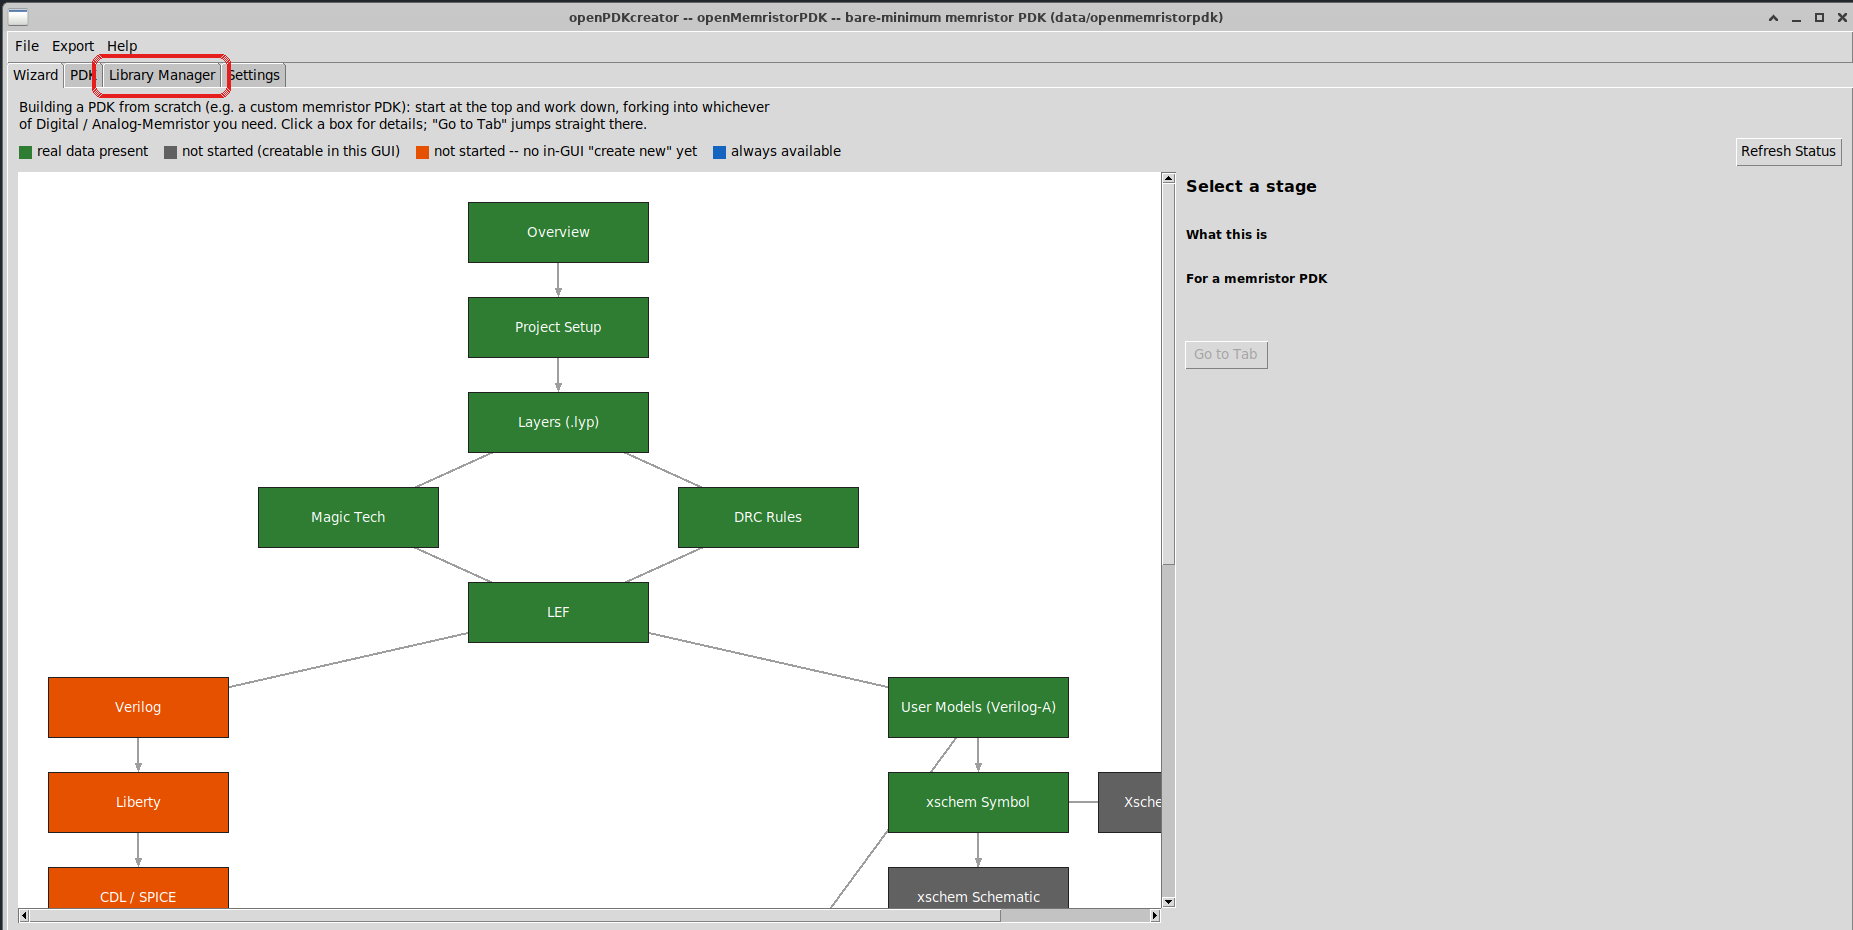 openPDKcreator -- openMemristorPDK -- bare-minimum memristor PDK (data/openmemristorpdk)
File Export Help
Wizard PDK Library Manager Settings
Building a PDK from scratch (e.g. a custom memristor PDK): start at the top and work down, forking into whichever
of Digital / Analog-Memristor you need. Click a box for details; "Go to Tab" jumps straight there.
real data present not started (creatable in this GUI) not started -- no in-GUI "create new" yet always available Refresh Status
Select a stage
Overview
What this is
For a memristor PDK
Project Setup
Go to Tab
Layers (.lyp)
Magic Tech DRC Rules
LEF
Verilog User Models (Verilog-A)
Liberty xschem Symbol Xsche
CDL / SPICE xschem Schematic